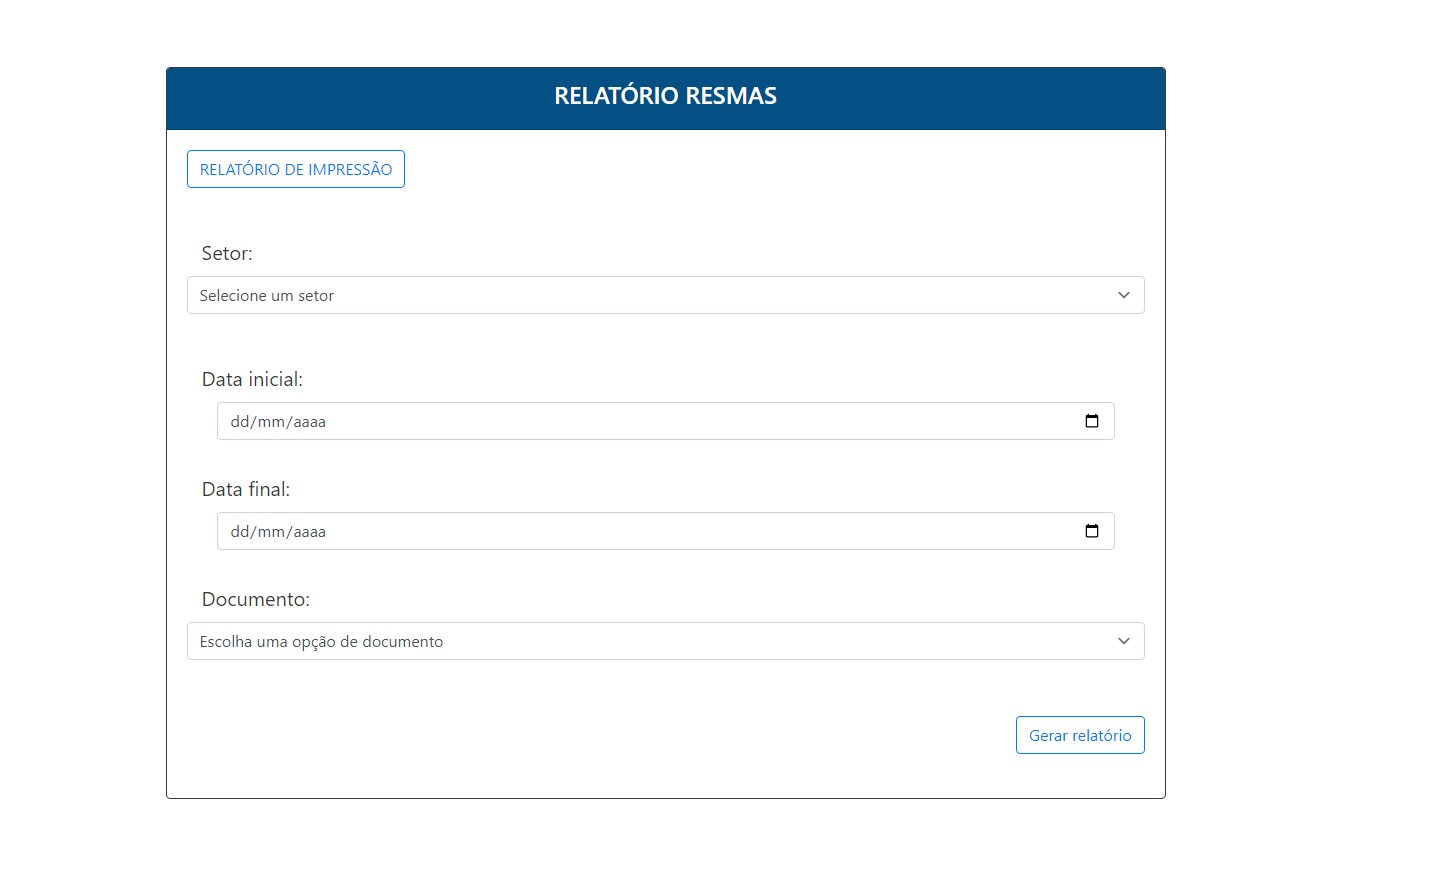 RELATÓRIO RESMAS
RELATÓRIO DE IMPRESSÃO
Setor:
Selecione um setor
Data inicial:
dd/mm/aaaa
Data final:
dd/mm/aaaa
Documento:
Escolha uma opção de documento
Gerar relatório